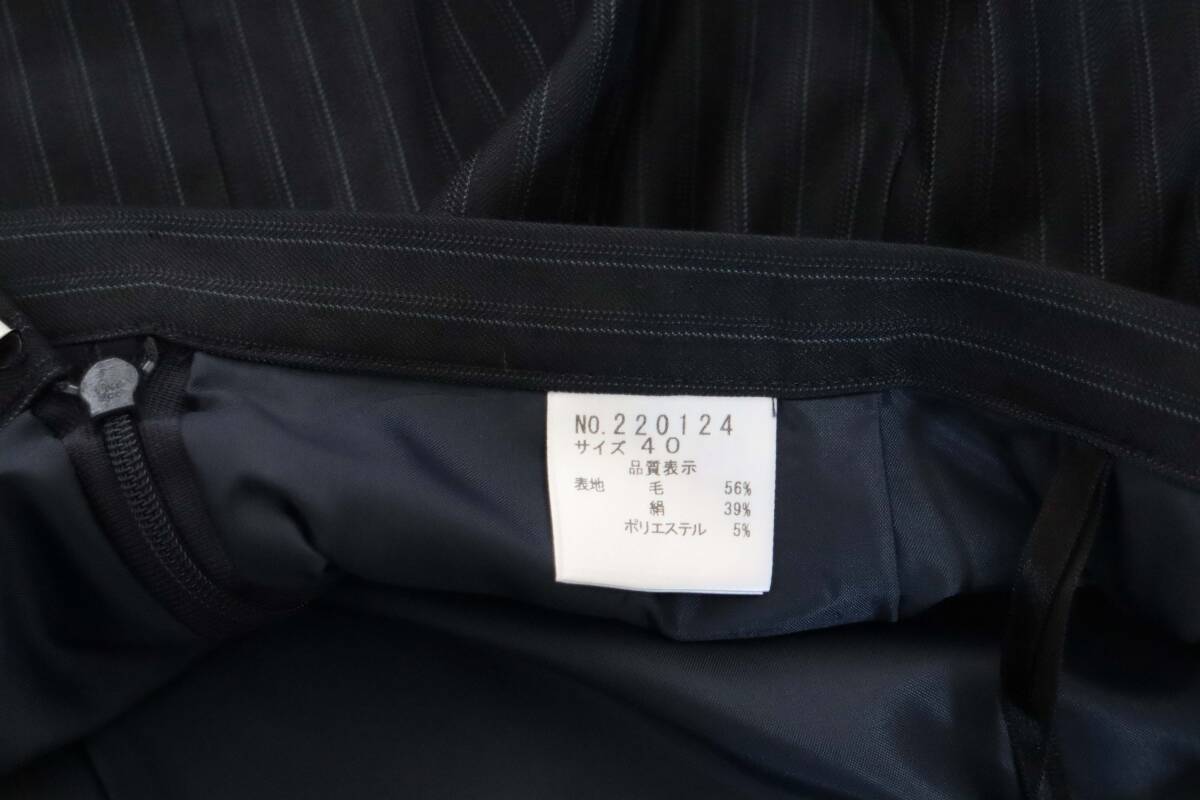 NO.220124
サイズ 40
品質表示
表地 毛 56%
絹 39%
ポリエステル 5%